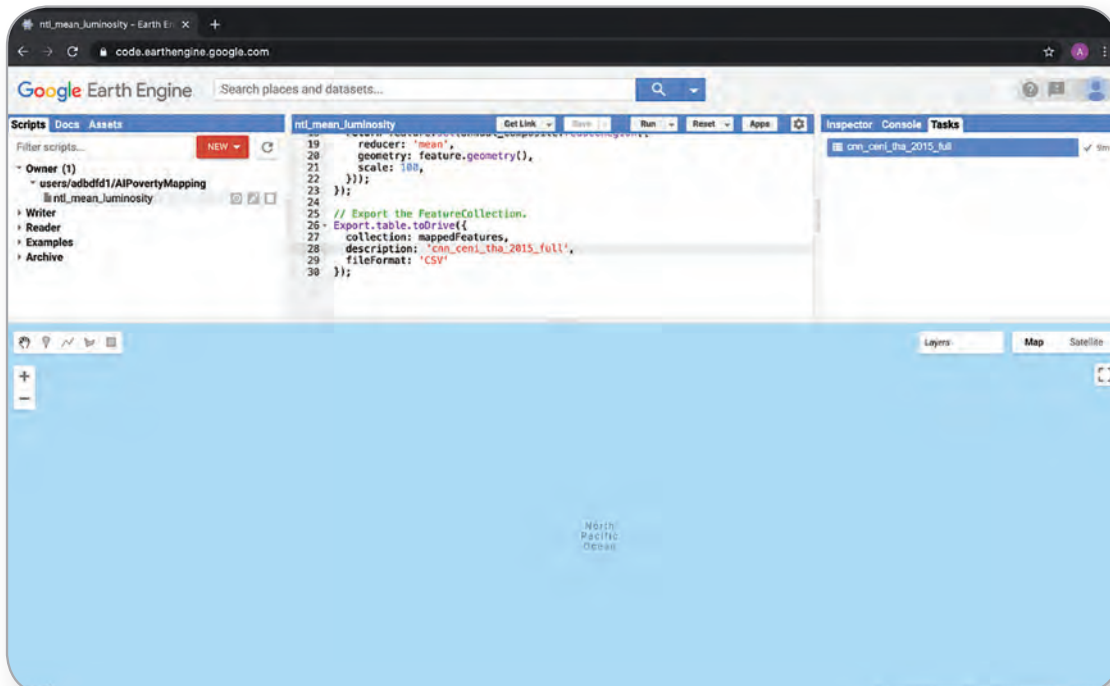 ntl_mean_luminosity - Earth En
code.earthengine.google.com
A
Google Earth Engine
Search places and datasets...
Scripts Docs Assets
Filter scripts...
NEW
Owner (1)
users/adbdfd1/AIPovertyMapping
ntl_mean_luminosity
Writer
Reader
Examples
Archive
ntl_mean_luminosity
Get Link
Save
Run
Reset
Apps
19 reducer: 'mean',
20 geometry: feature.geometry(),
21 scale: 100,
22 }));
23 });
24
25 // Export the FeatureCollection.
26 Export.table.toDrive({
27 collection: mappedFeatures,
28 description: 'cnn_ceni_tha_2015_full',
29 fileFormat: 'CSV'
30 });
Inspector Console Tasks
cnn_ceni_tha_2015_full
9m
Layers
Map
Satellite
North
Pacific
Ocean